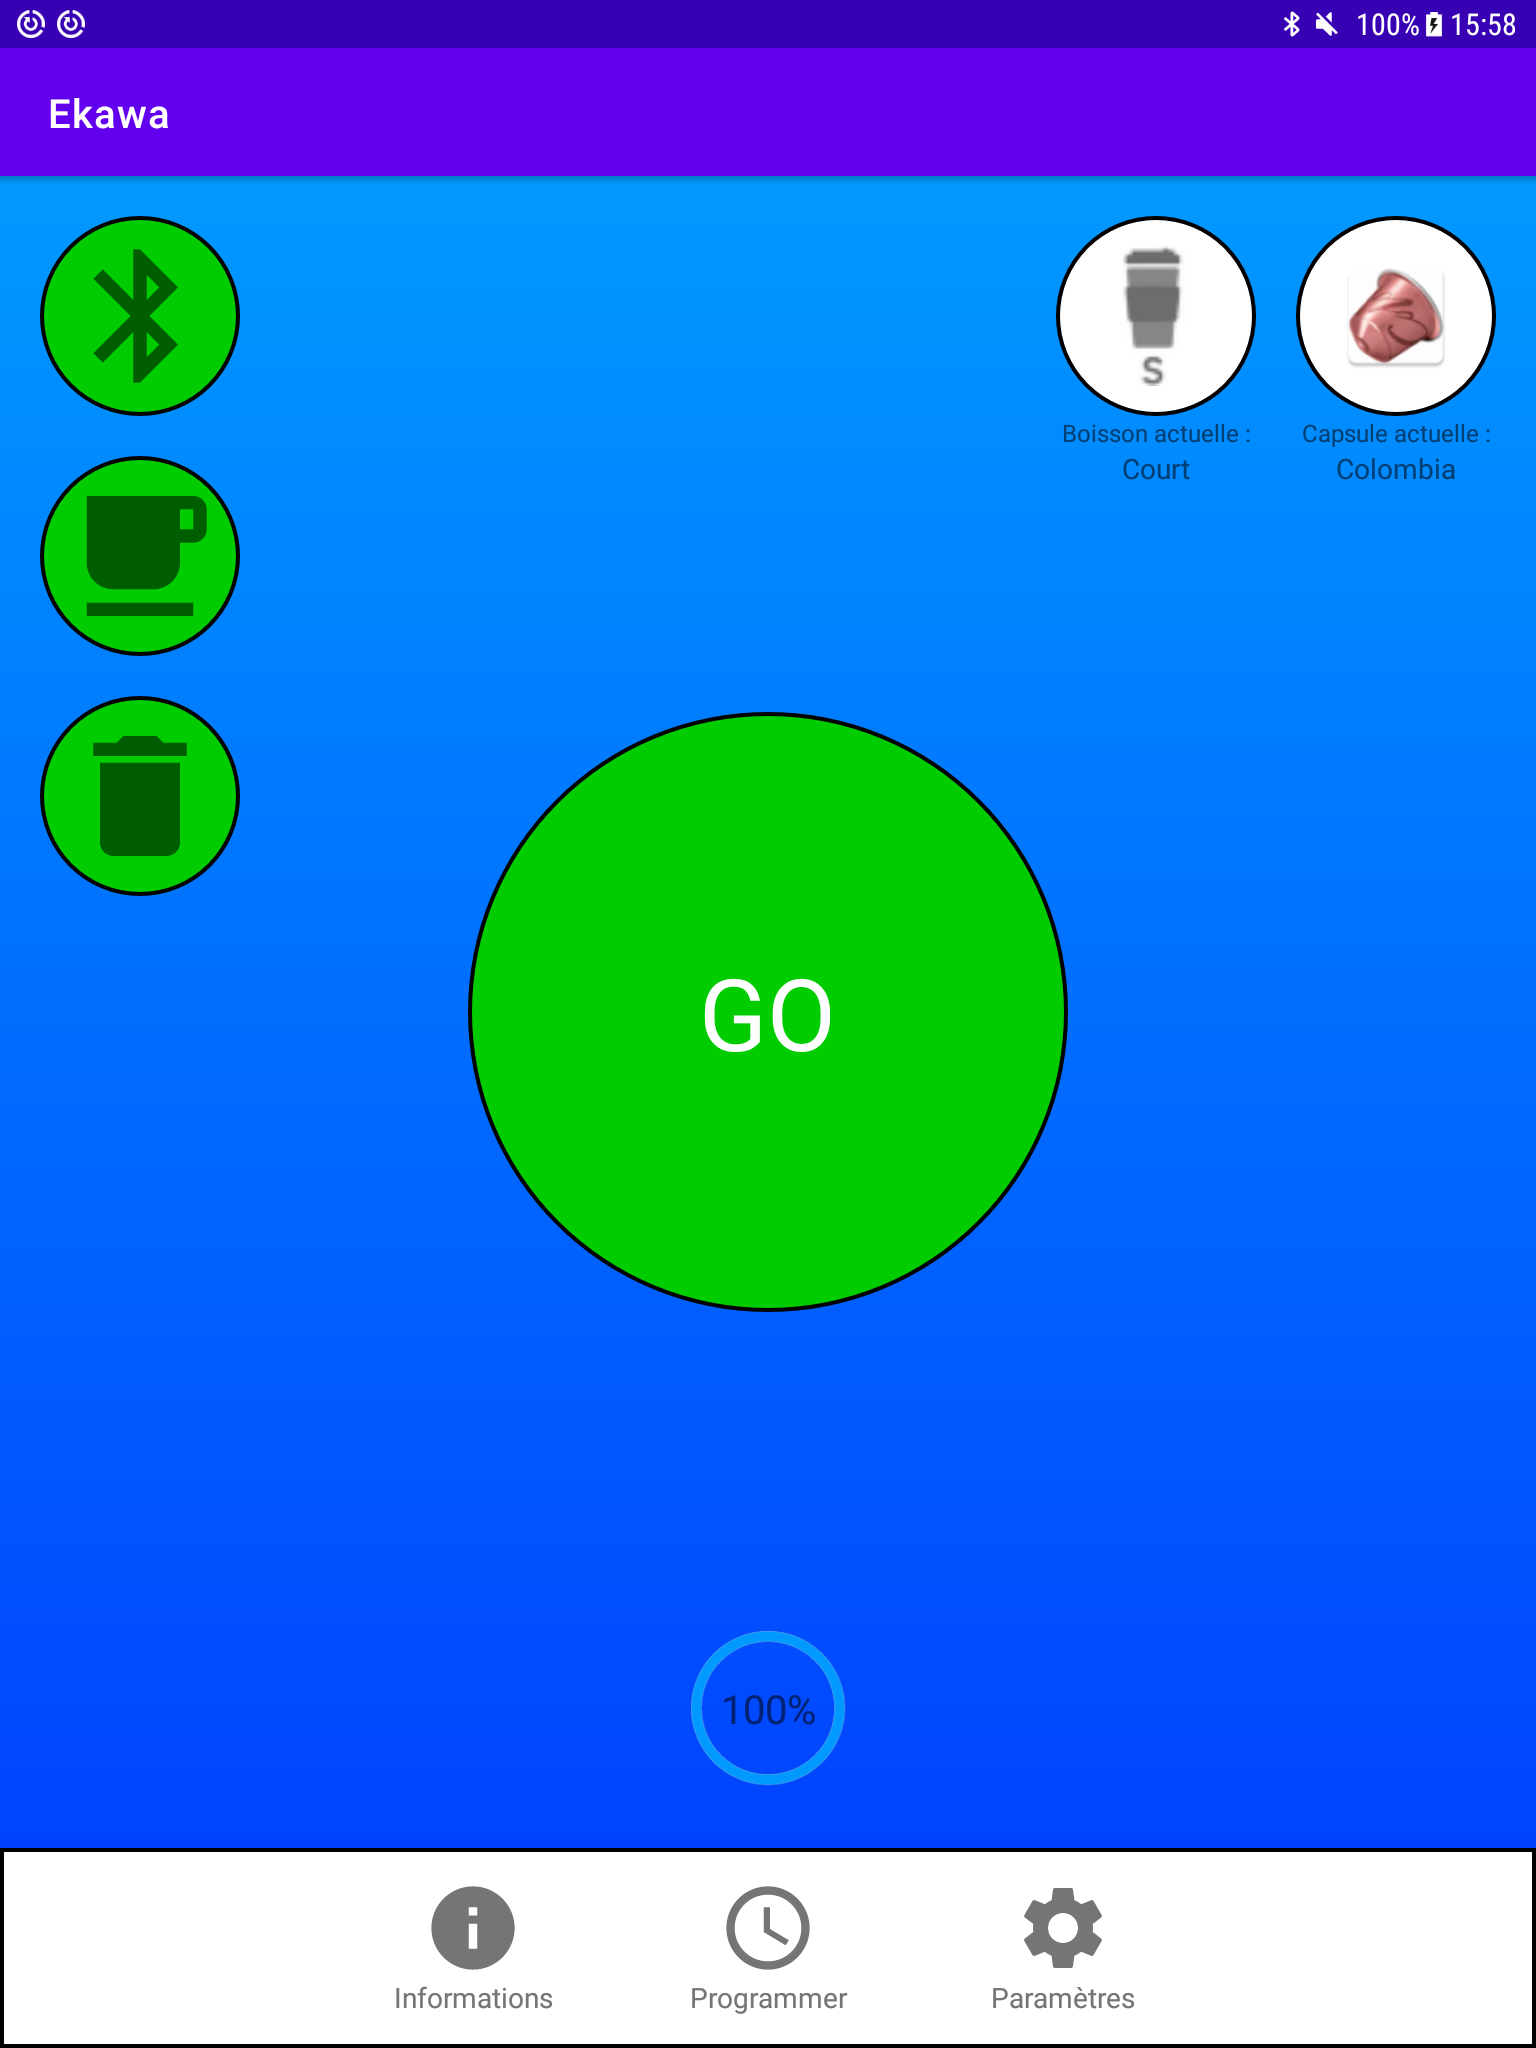 100% 15:58
Ekawa
S
Boisson actuelle :
Court
Capsule actuelle :
Colombia
GO
100%
Informations
Programmer
Paramètres